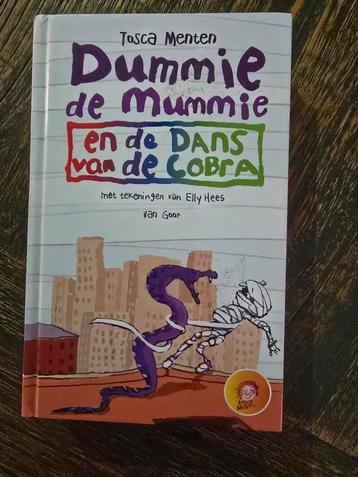 Tosca Menten
Dummie
de mummie
en de DANS
van de COBRA
met tekeningen van Elly Hees
van Goor